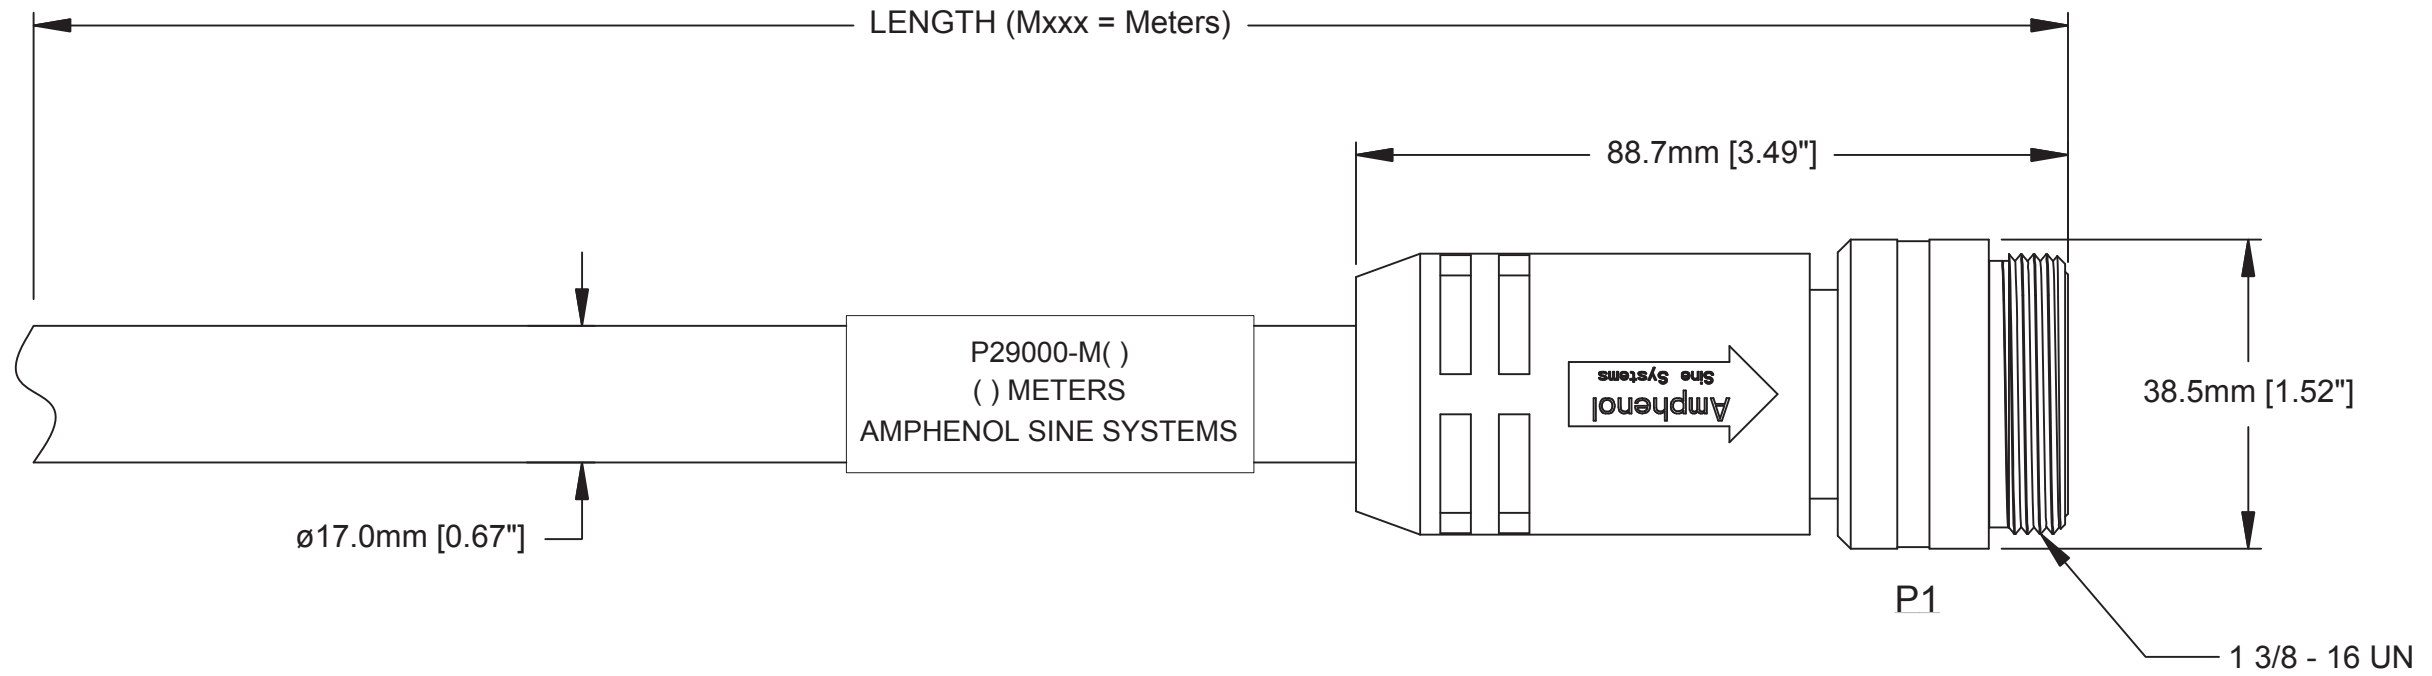 LENGTH (Mxxx = Meters)
88.7mm [3.49"]
P29000-M( )
( ) METERS
AMPHENOL SINE SYSTEMS
Amphenol
Sine Systems
38.5mm [1.52"]
ø17.0mm [0.67"]
P1
1 3/8 - 16 UN